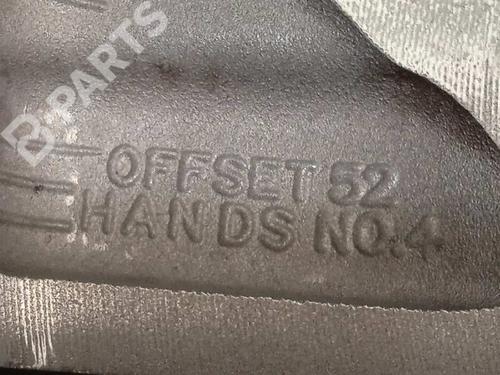 B PARTS
OFFSET 52
HANDS NO.4